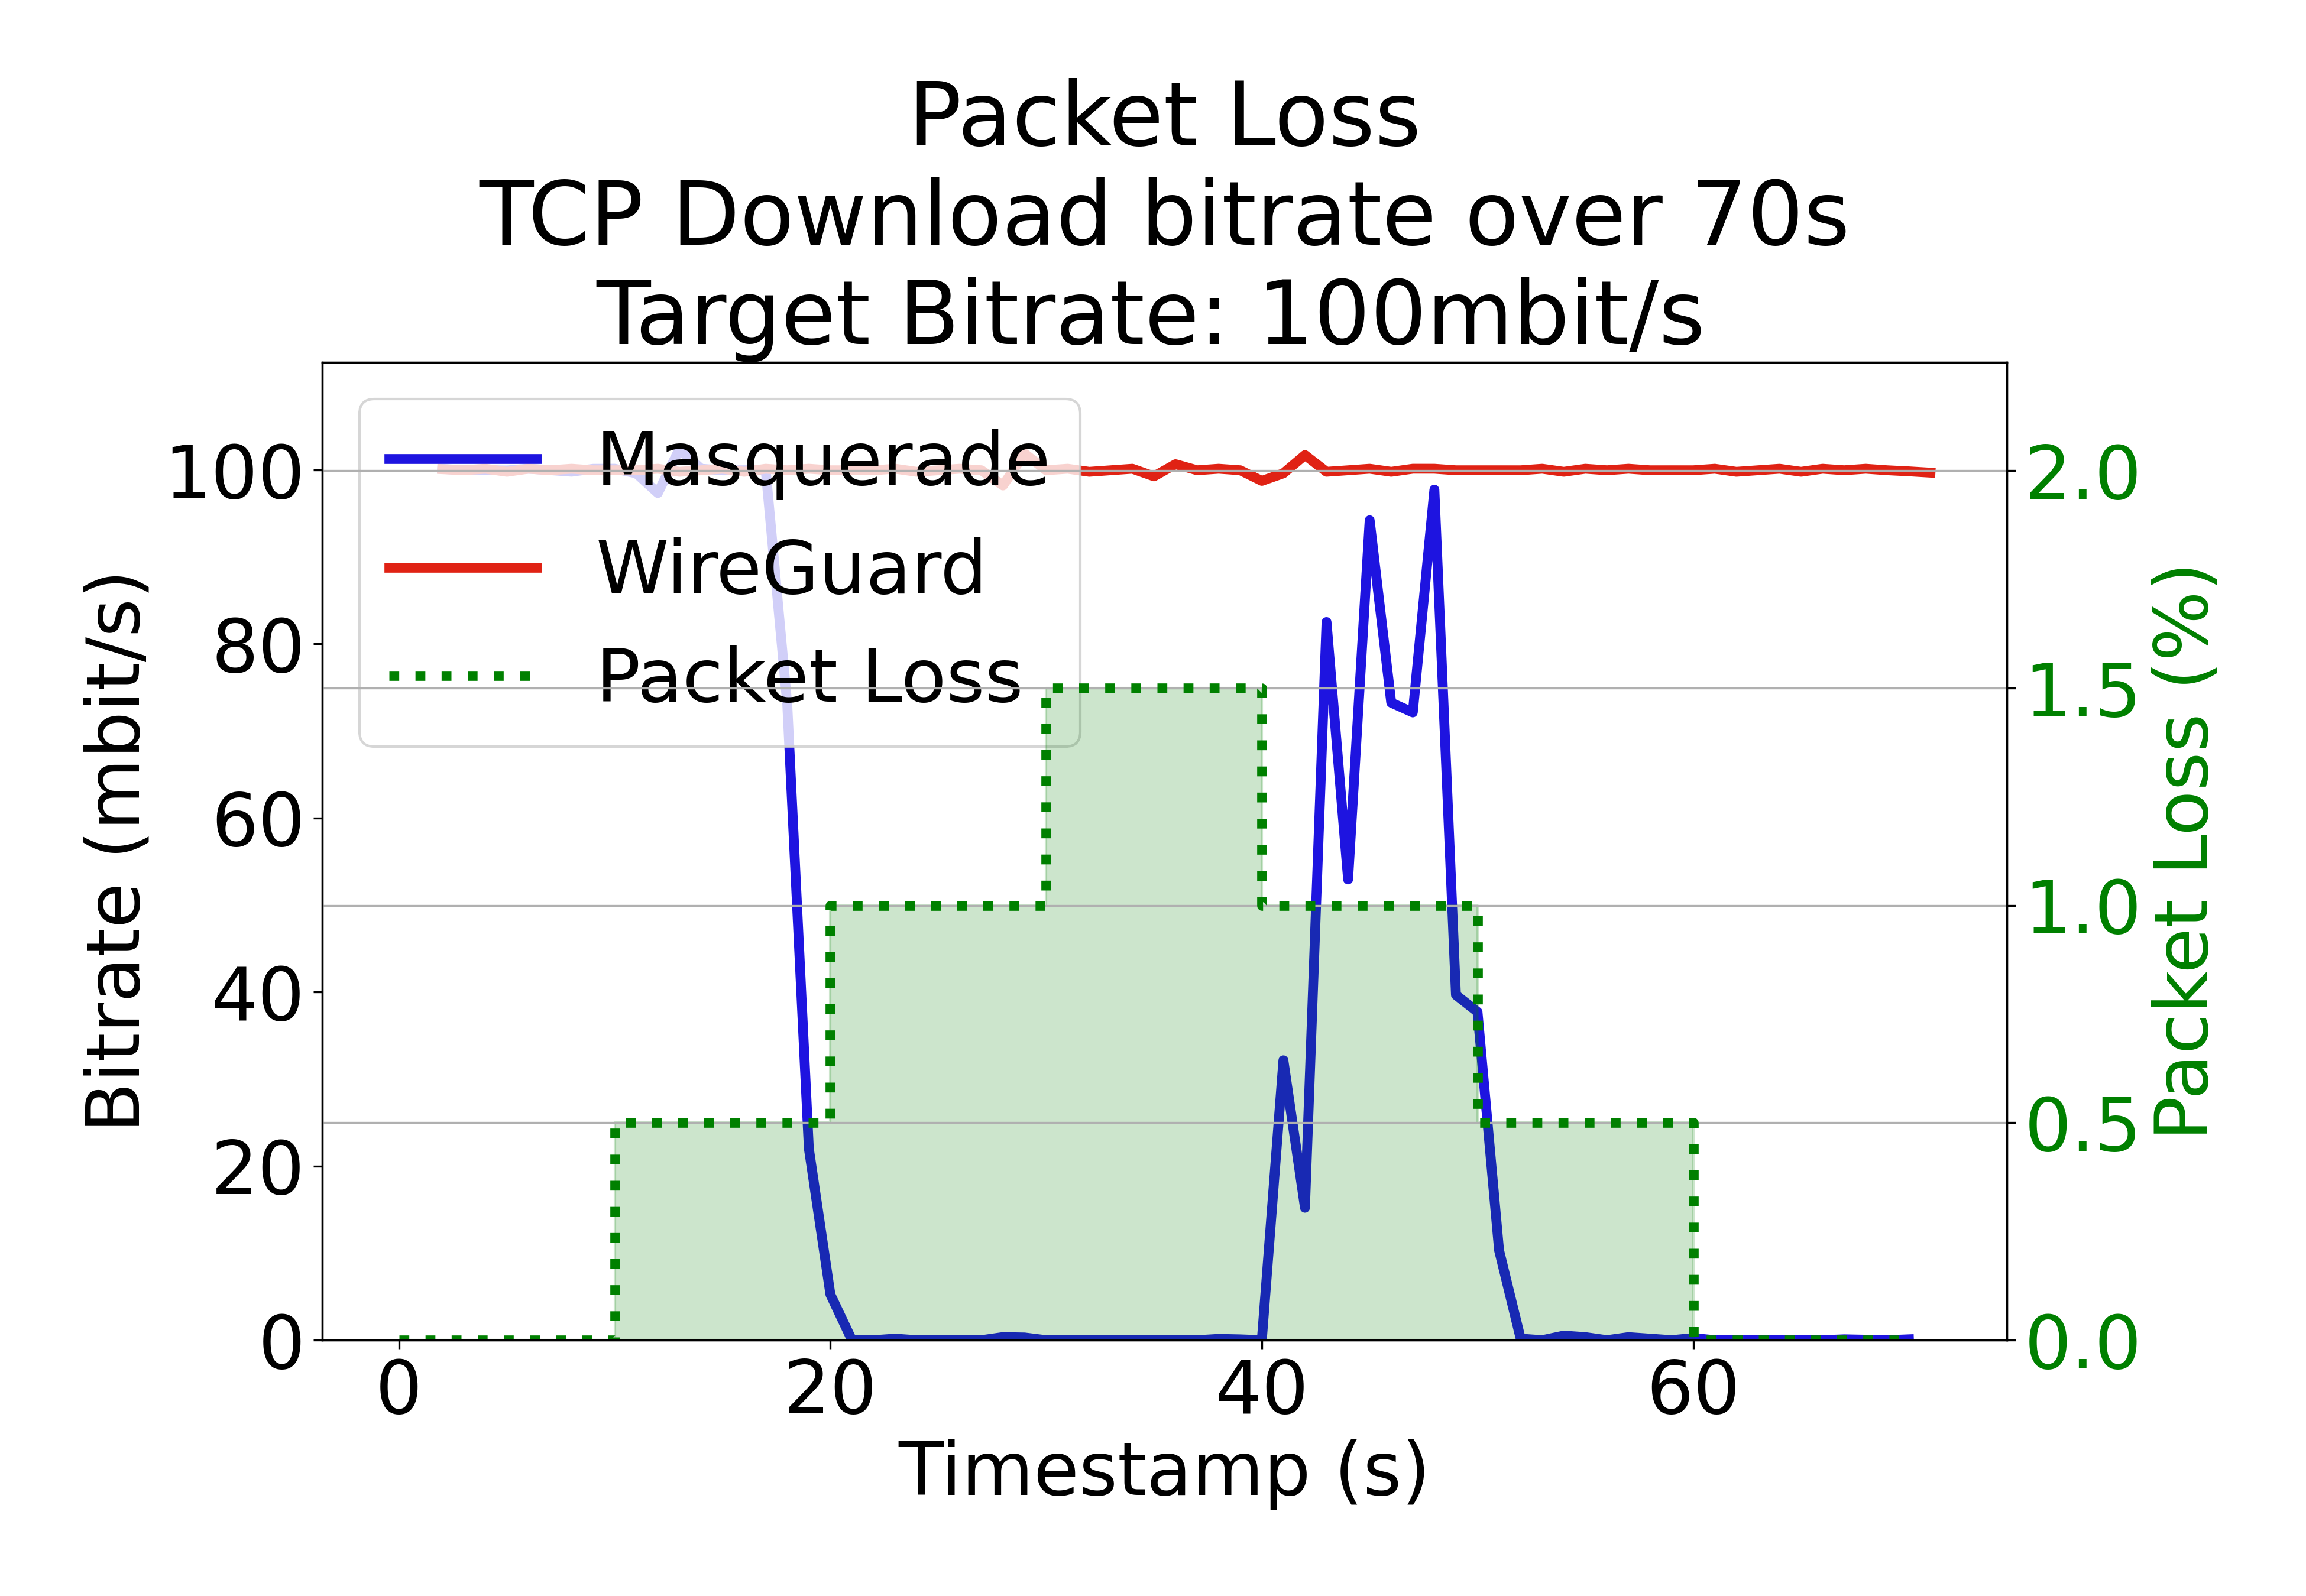 Packet Loss
TCP Download bitrate over 70s
Target Bitrate: 100mbit/s
Masquerade
WireGuard
Packet Loss
Bitrate (mbit/s)
100
80
60
40
20
0
2.0
1.5
1.0
0.5
0.0
Packet Loss (%)
0 20 40 60
Timestamp (s)